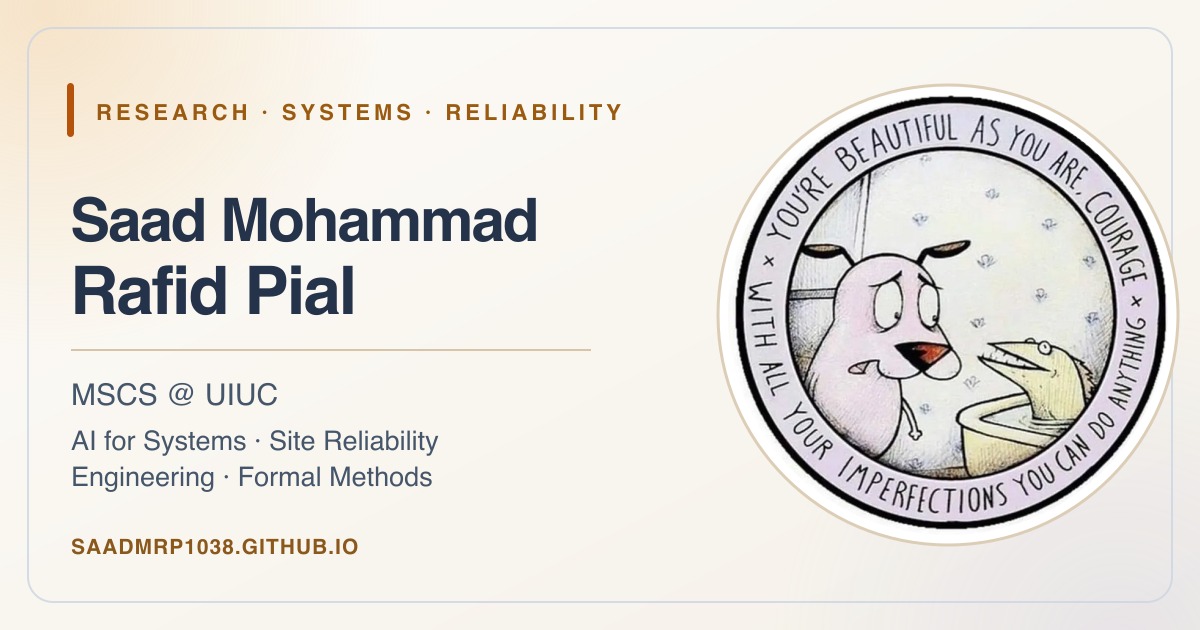 RESEARCH · SYSTEMS · RELIABILITY
Saad Mohammad
Rafid Pial
MSCS @ UIUC
AI for Systems · Site Reliability
Engineering · Formal Methods
SAADMRP1038.GITHUB.IO
× YOU'RE BEAUTIFUL AS YOU ARE, COURAGE ×
WITH ALL YOUR IMPERFECTIONS YOU CAN DO ANYTHING